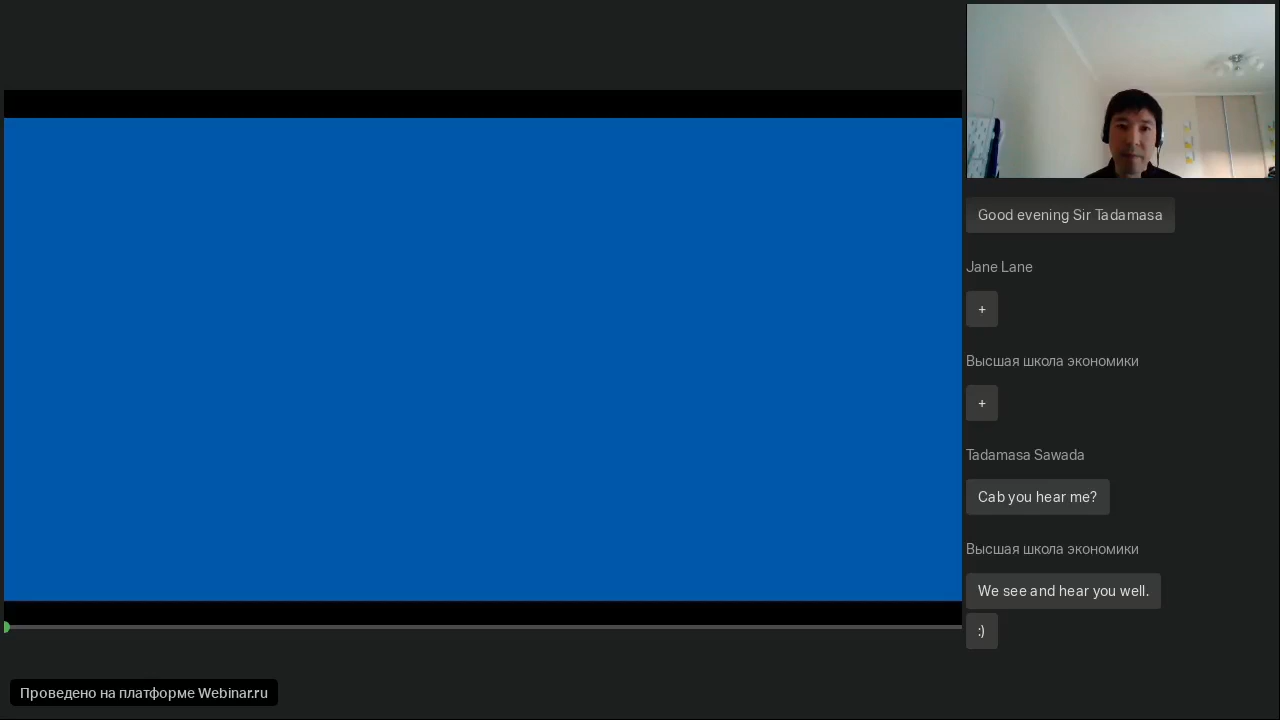 Good evening Sir Tadamasa
Jane Lane
+
Высшая школа экономики
+
Tadamasa Sawada
Cab you hear me?
Высшая школа экономики
We see and hear you well.
:)
Проведено на платформе Webinar.ru